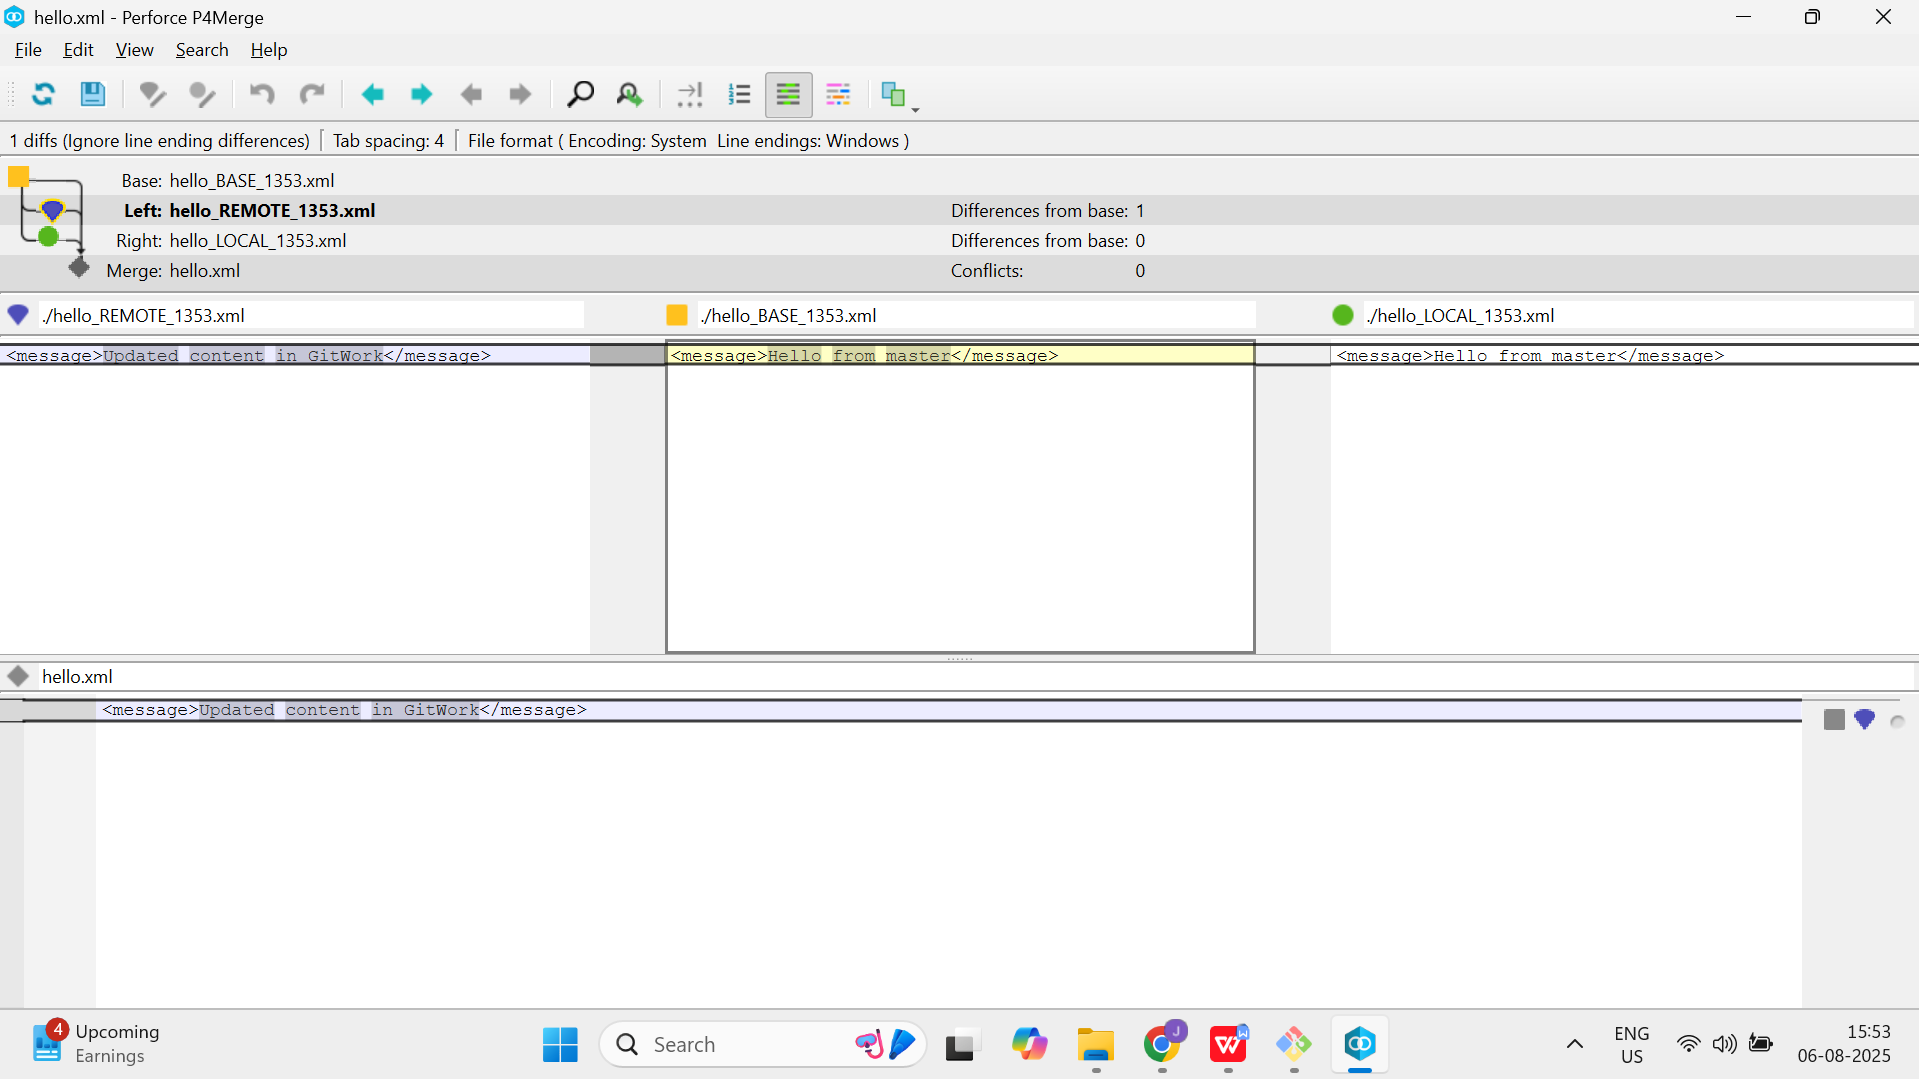 hello.xml - Perforce P4Merge
File Edit View Search Help
1 diffs (Ignore line ending differences) Tab spacing: 4 File format ( Encoding: System Line endings: Windows )
Base: hello_BASE_1353.xml
Left: hello_REMOTE_1353.xml Differences from base: 1
Right: hello_LOCAL_1353.xml Differences from base: 0
Merge: hello.xml Conflicts: 0
./hello_REMOTE_1353.xml ./hello_BASE_1353.xml ./hello_LOCAL_1353.xml
<message>Updated content in GitWork</message> <message>Hello from master</message> <message>Hello from master</message>
hello.xml
<message>Updated content in GitWork</message>
4 Upcoming
Earnings
Search
J
W
ENG
US
15:53
06-08-2025